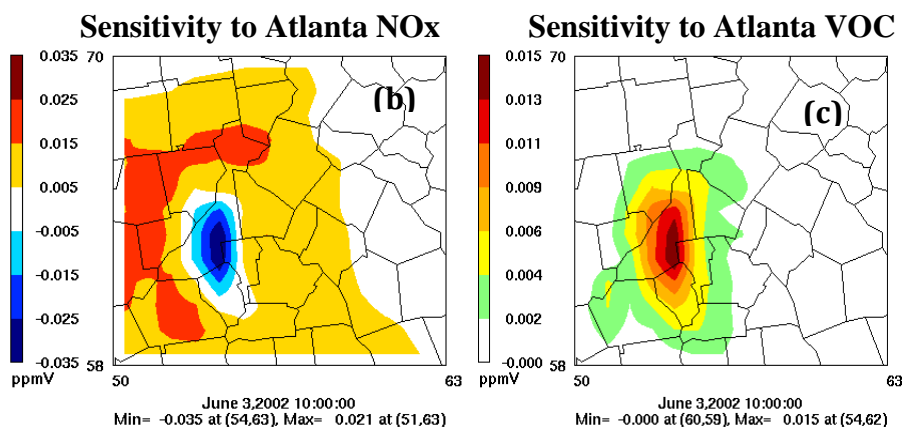 Sensitivity to Atlanta NOx
Sensitivity to Atlanta VOC
0.035
0.025
0.015
0.005
-0.005
-0.015
-0.025
-0.035
ppmV
70
58
50
63
(b)
June 3,2002 10:00:00
Min= -0.035 at (54,63), Max= 0.021 at (51,63)
0.015
0.013
0.011
0.009
0.008
0.006
0.004
0.002
-0.000
ppmV
70
58
50
63
(c)
June 3,2002 10:00:00
Min= -0.000 at (60,59), Max= 0.015 at (54,62)